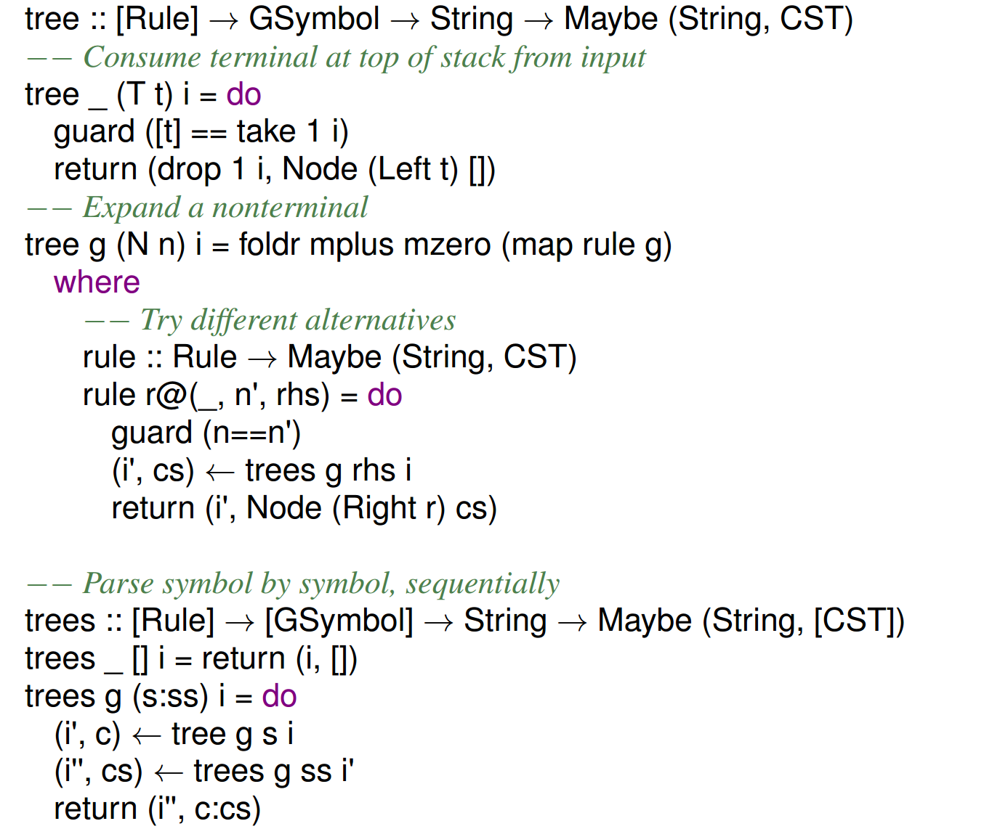 tree :: [Rule] → GSymbol → String → Maybe (String, CST)
−− Consume terminal at top of stack from input
tree _ (T t) i = do
guard ([t] == take 1 i)
return (drop 1 i, Node (Left t) [])
−− Expand a nonterminal
tree g (N n) i = foldr mplus mzero (map rule g)
where
−− Try different alternatives
rule :: Rule → Maybe (String, CST)
rule r@(_, n', rhs) = do
guard (n==n')
(i', cs) ← trees g rhs i
return (i', Node (Right r) cs)
−− Parse symbol by symbol, sequentially
trees :: [Rule] → [GSymbol] → String → Maybe (String, [CST])
trees _ [] i = return (i, [])
trees g (s:ss) i = do
(i', c) ← tree g s i
(i'', cs) ← trees g ss i'
return (i'', c:cs)